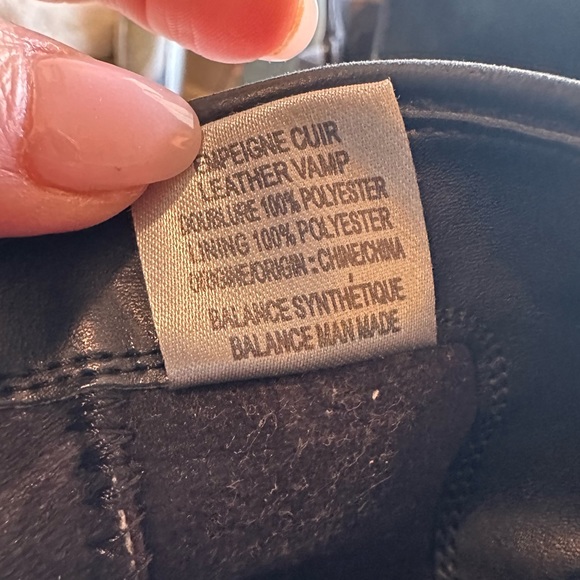 EMPEIGNE CUIR
LEATHER VAMP
DOUBLURE 100% POLYESTER
LINING 100% POLYESTER
ORIGINE/ORIGIN : CHINE/CHINA
BALANCE SYNTHÉTIQUE
BALANCE MAN MADE